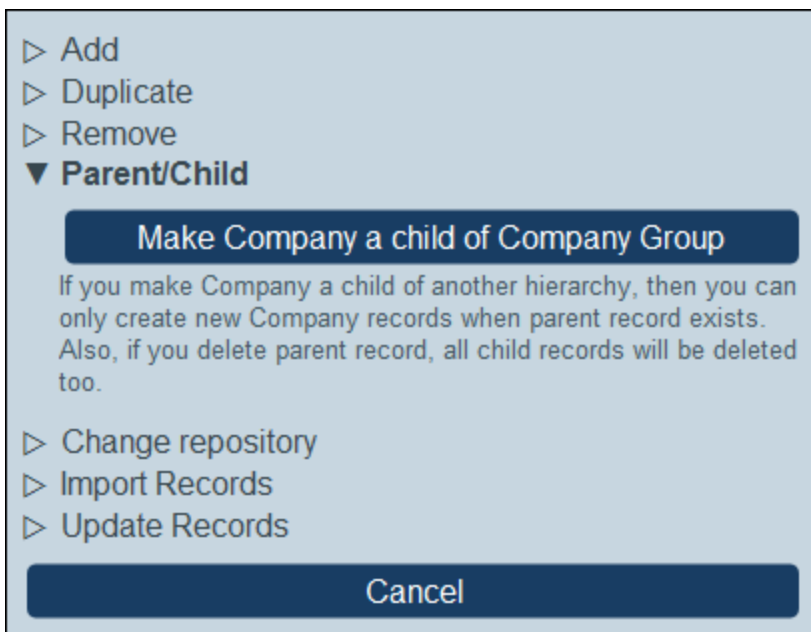 Add
Duplicate
Remove
Parent/Child
Make Company a child of Company Group
If you make Company a child of another hierarchy, then you can
only create new Company records when parent record exists.
Also, if you delete parent record, all child records will be deleted
too.
Change repository
Import Records
Update Records
Cancel